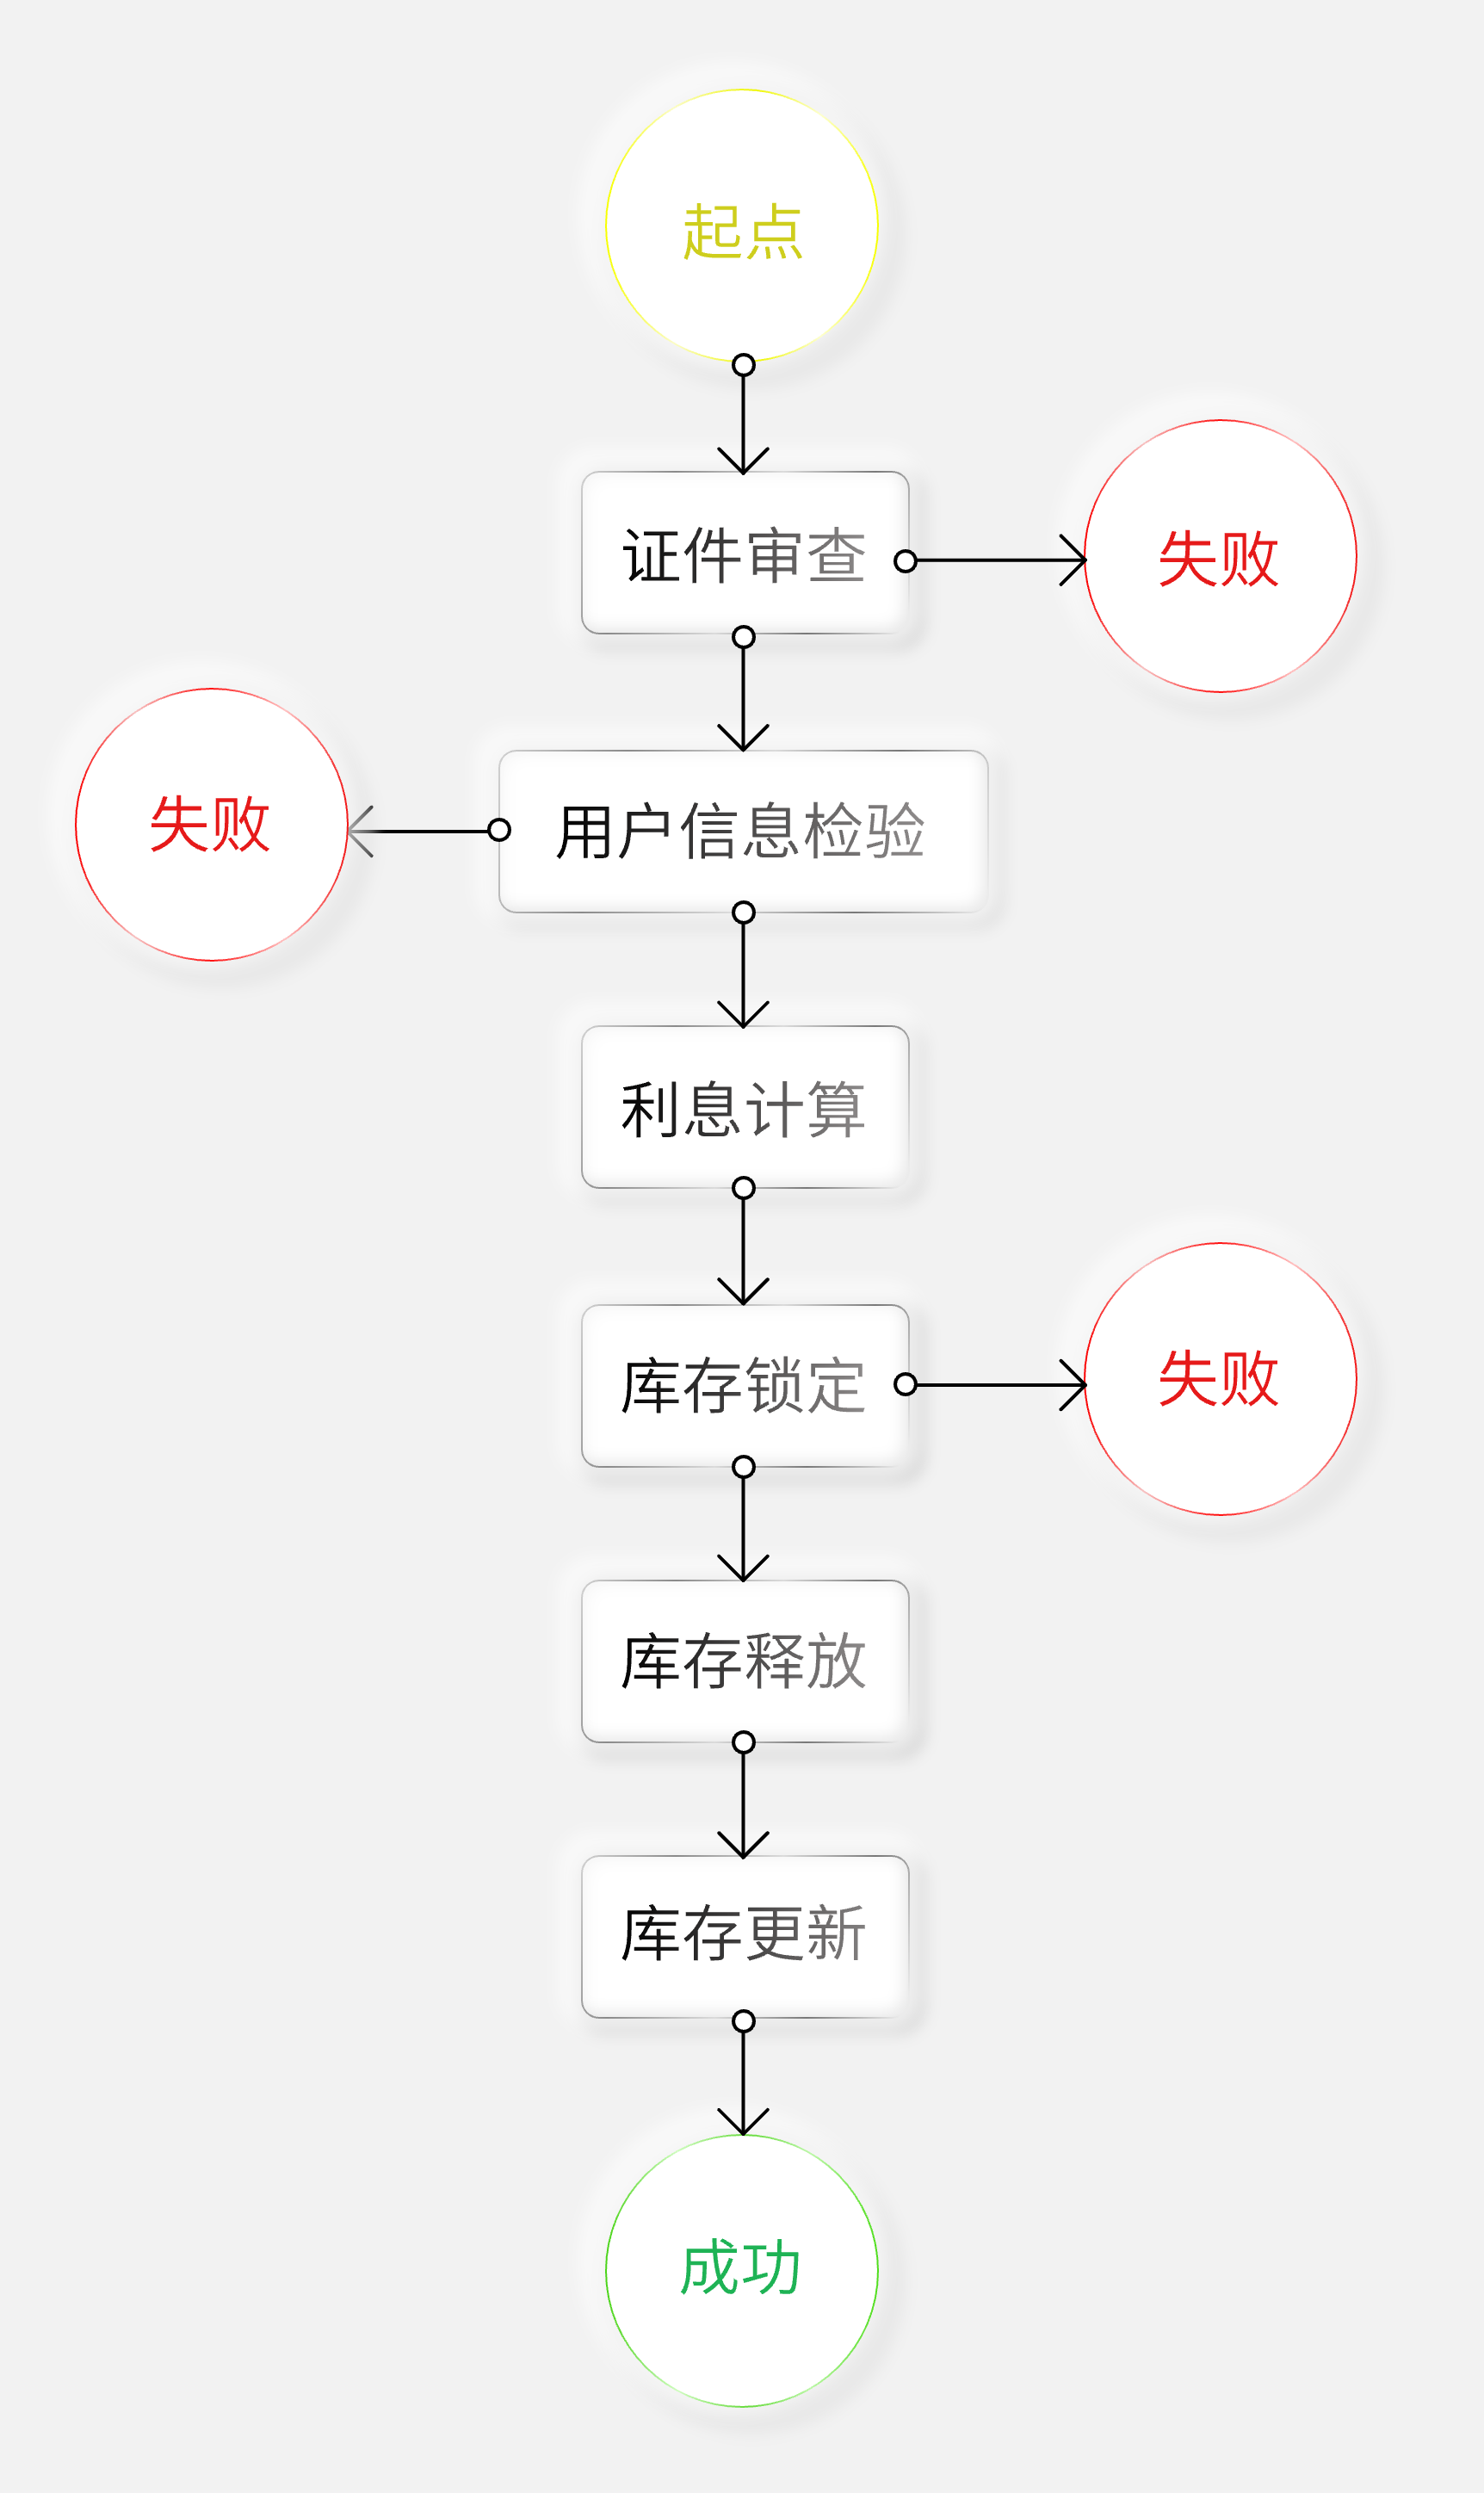 起点
证件审查
失败
失败
用户信息检验
利息计算
库存锁定
失败
库存释放
库存更新
成功